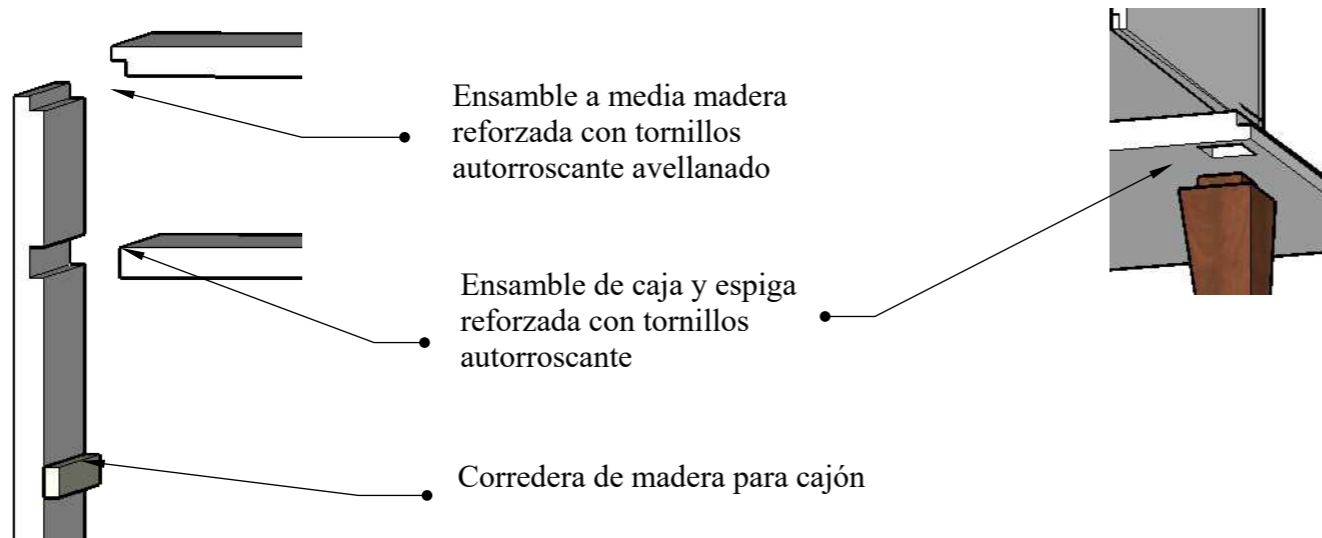 Ensamble a media madera
reforzada con tornillos
autorroscante avellanado
Ensamble de caja y espiga
reforzada con tornillos
autorroscante
Corredera de madera para cajón